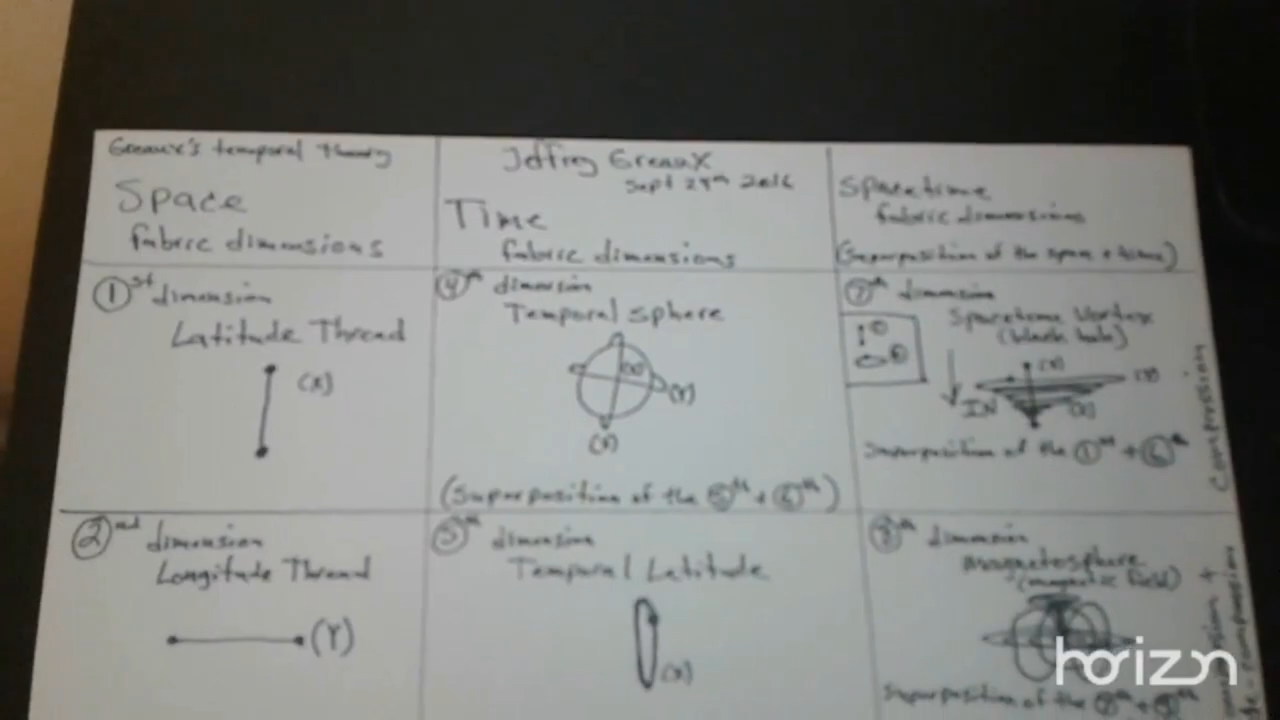 Greaux's temporal theory
Space
fabric dimensions
Jeffrey Greaux
Sept 29th 2016
Time
fabric dimensions
Spacetime
fabric dimensions
(Superposition of the space + time)
1st dimension
Latitude Thread
(X)
4th dimension
Temporal Sphere
(X)
(Y)
(Superposition of the 5th + 6th)
7th dimension
Spacetime Vortex
(black hole)
(X)
(Y)
IN
Superposition of the 1st + 6th
Compression
2nd dimension
Longitude Thread
(Y)
5th dimension
Temporal Latitude
(X)
8th dimension
magnetosphere
(magnetic field)
Superposition of the
horizon